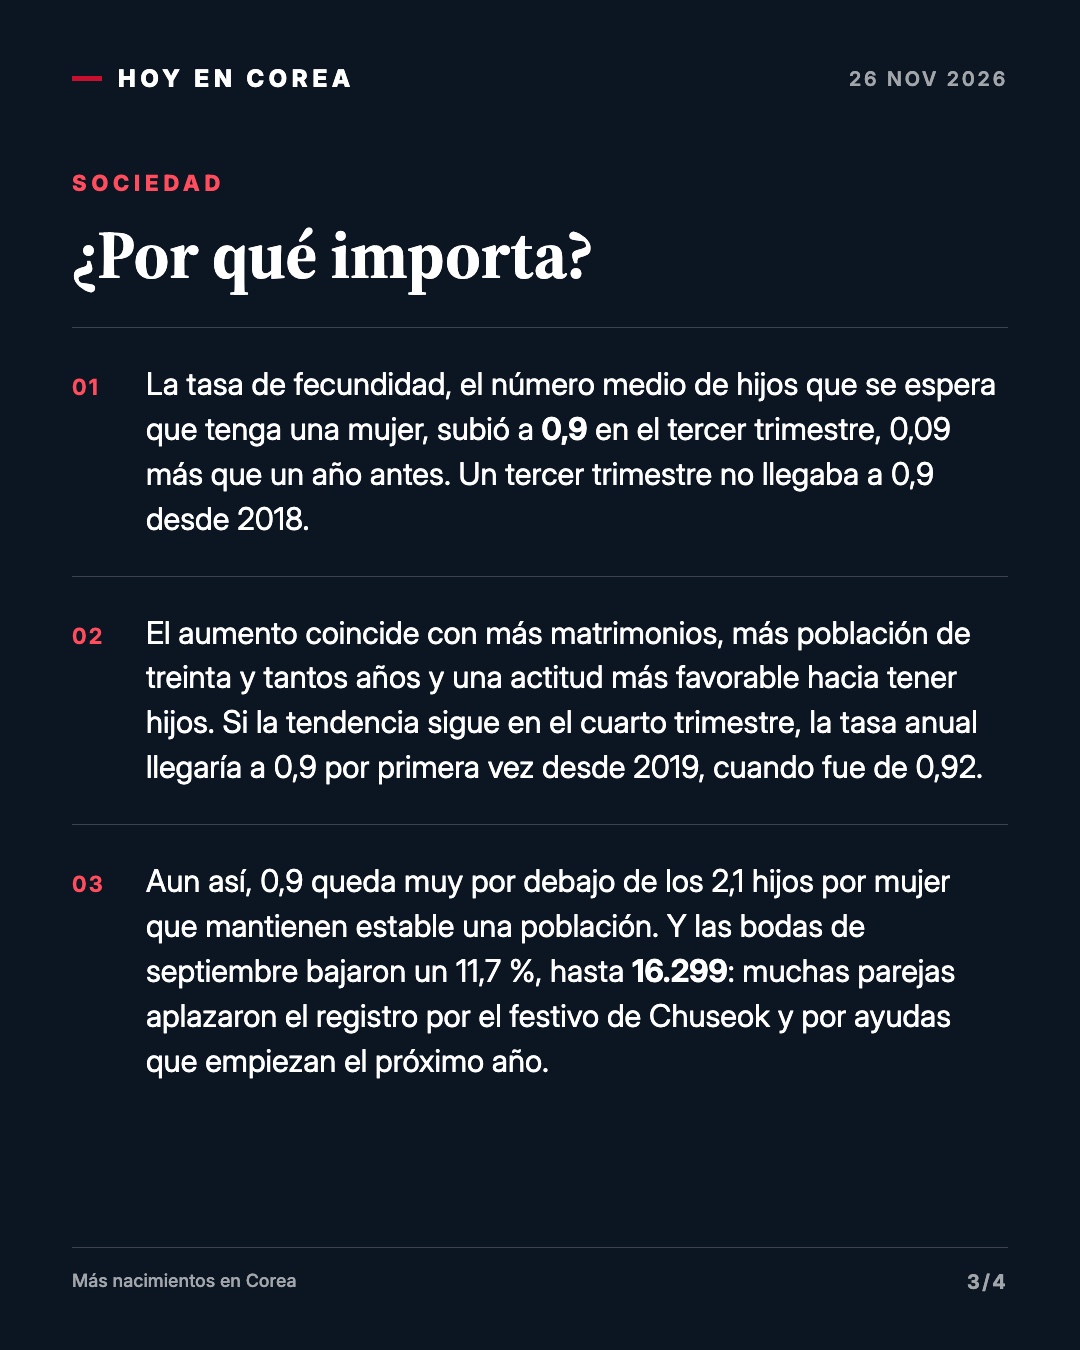 HOY EN COREA
26 NOV 2026
SOCIEDAD
¿Por qué importa?
01
La tasa de fecundidad, el número medio de hijos que se espera
que tenga una mujer, subió a 0,9 en el tercer trimestre, 0,09
más que un año antes. Un tercer trimestre no llegaba a 0,9
desde 2018.
02
El aumento coincide con más matrimonios, más población de
treinta y tantos años y una actitud más favorable hacia tener
hijos. Si la tendencia sigue en el cuarto trimestre, la tasa anual
llegaría a 0,9 por primera vez desde 2019, cuando fue de 0,92.
03
Aun así, 0,9 queda muy por debajo de los 2,1 hijos por mujer
que mantienen estable una población. Y las bodas de
septiembre bajaron un 11,7 %, hasta 16.299: muchas parejas
aplazaron el registro por el festivo de Chuseok y por ayudas
que empiezan el próximo año.
Más nacimientos en Corea
3/4